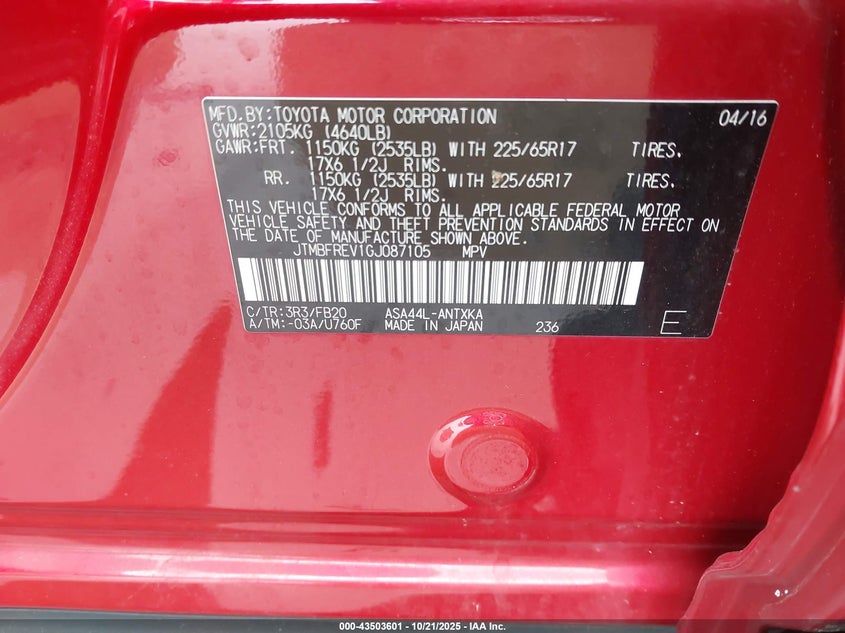 MFD.BY:TOYOTA MOTOR CORPORATION 04/16
GVWR:2105KG (4640LB)
GAWR:FRT. 1150KG (2535LB) WITH 225/65R17 TIRES,
17X6 1/2J RIMS.
RR. 1150KG (2535LB) WITH 225/65R17 TIRES,
17X6 1/2J RIMS.
THIS VEHICLE CONFORMS TO ALL APPLICABLE FEDERAL MOTOR
VEHICLE SAFETY AND THEFT PREVENTION STANDARDS IN EFFECT ON
THE DATE OF MANUFACTURE SHOWN ABOVE.
JTMBFREV1GJ087105 MPV
C/TR:3R3/FB20 ASA44L-ANTXKA
A/TM:-03A/U760F MADE IN JAPAN 236 E
000-43503601 - 10/21/2025 - IAA Inc.